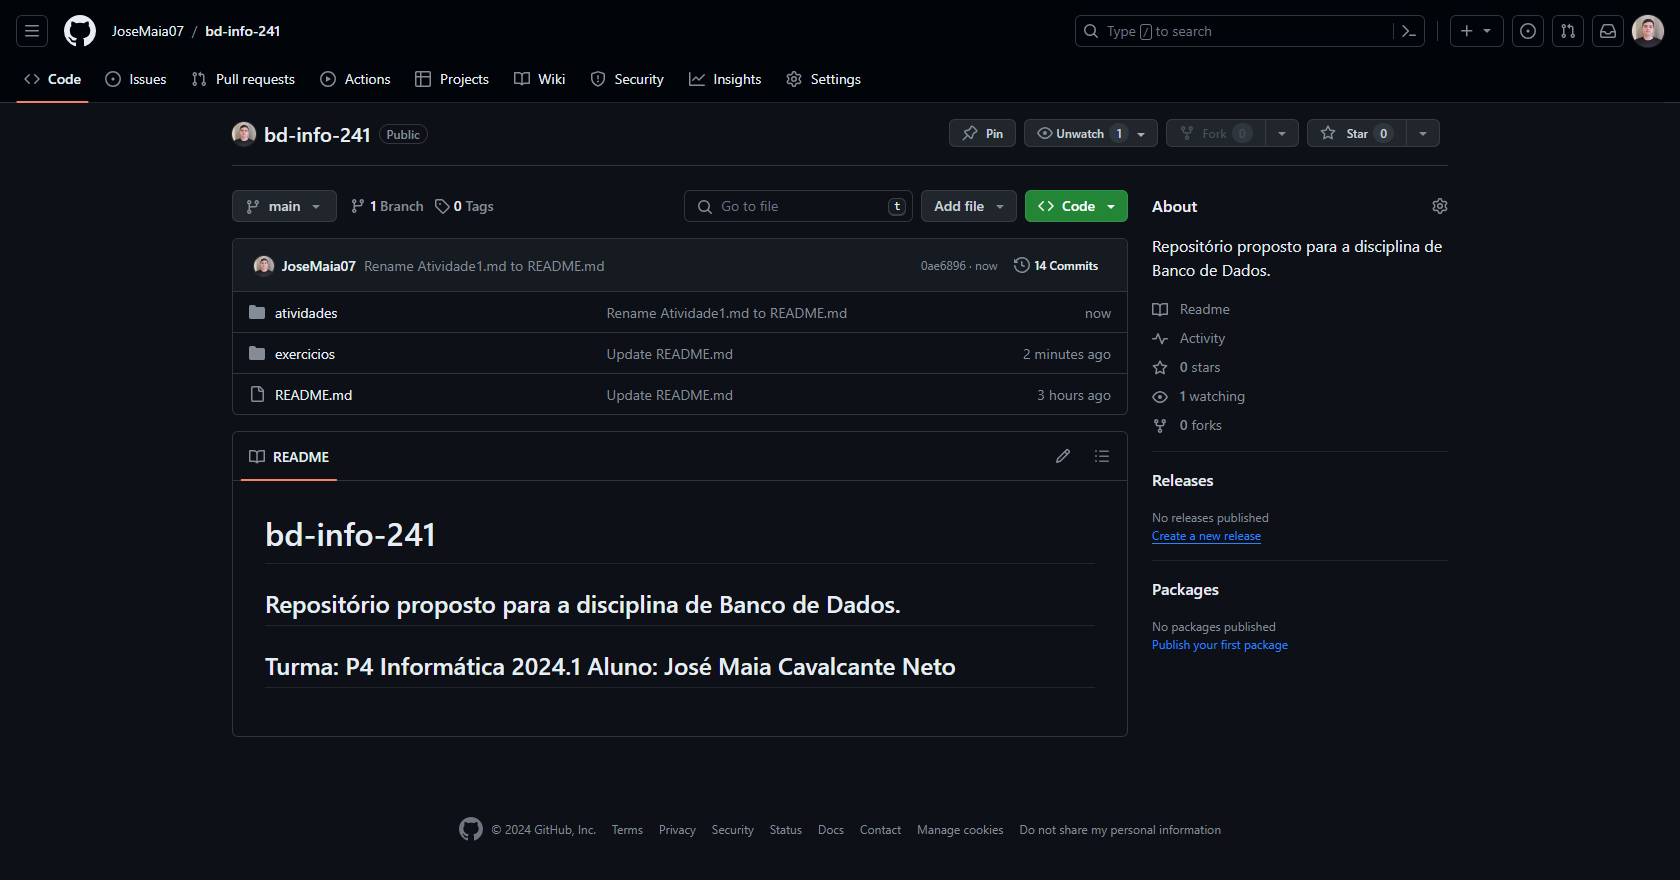 JoseMaia07 / bd-info-241
Type / to search
Code Issues Pull requests Actions Projects Wiki Security Insights Settings
bd-info-241 Public
Pin Unwatch 1 Fork 0 Star 0
main 1 Branch 0 Tags Go to file t Add file Code
JoseMaia07 Rename Atividade1.md to README.md 0ae6896 · now 14 Commits
atividades Rename Atividade1.md to README.md now
exercicios Update README.md 2 minutes ago
README.md Update README.md 3 hours ago
README
bd-info-241
Repositório proposto para a disciplina de Banco de Dados.
Turma: P4 Informática 2024.1 Aluno: José Maia Cavalcante Neto
About
Repositório proposto para a disciplina de
Banco de Dados.
Readme
Activity
0 stars
1 watching
0 forks
Releases
No releases published
Create a new release
Packages
No packages published
Publish your first package
© 2024 GitHub, Inc. Terms Privacy Security Status Docs Contact Manage cookies Do not share my personal information